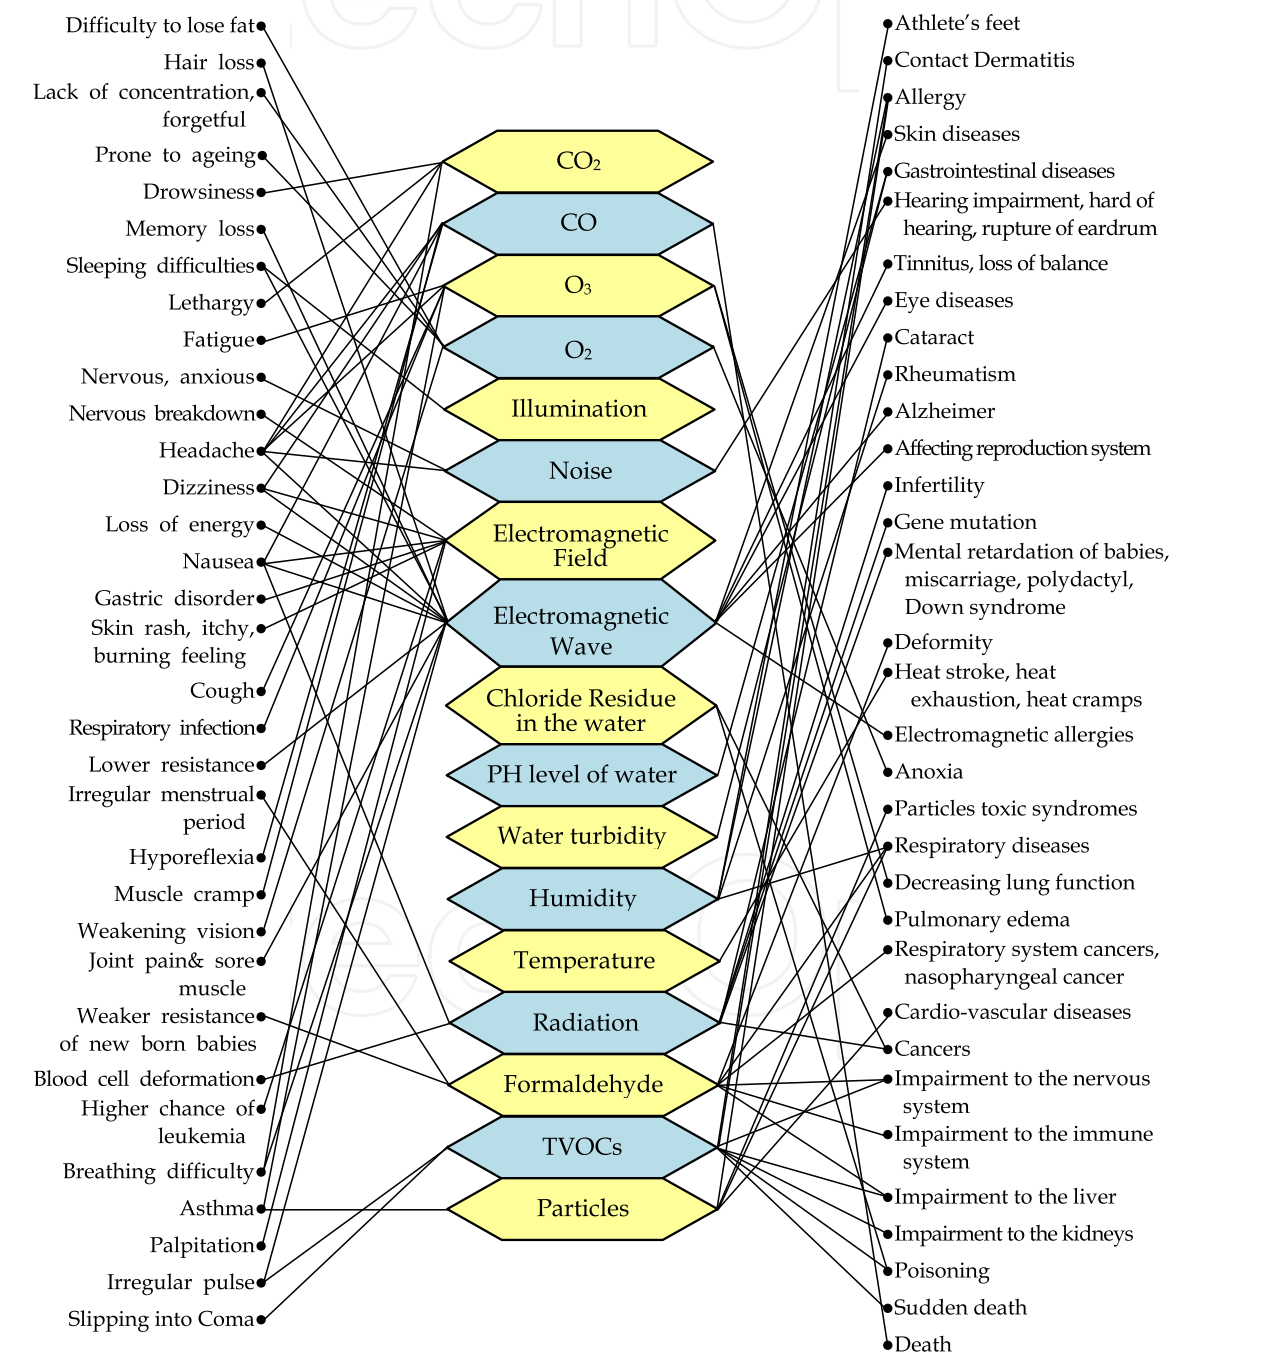 Difficulty to lose fat
Hair loss
Lack of concentration,
forgetful
Prone to ageing
Drowsiness
Memory loss
Sleeping difficulties
Lethargy
Fatigue
Nervous, anxious
Nervous breakdown
Headache
Dizziness
Loss of energy
Nausea
Gastric disorder
Skin rash, itchy,
burning feeling
Cough
Respiratory infection
Lower resistance
Irregular menstrual
period
Hyporeflexia
Muscle cramp
Weakening vision
Joint pain& sore
muscle
Weaker resistance
of new born babies
Blood cell deformation
Higher chance of
leukemia
Breathing difficulty
Asthma
Palpitation
Irregular pulse
Slipping into Coma
CO₂
CO
O₃
O₂
Illumination
Noise
Electromagnetic
Field
Electromagnetic
Wave
Chloride Residue
in the water
PH level of water
Water turbidity
Humidity
Temperature
Radiation
Formaldehyde
TVOCs
Particles
Athlete's feet
Contact Dermatitis
Allergy
Skin diseases
Gastrointestinal diseases
Hearing impairment, hard of
hearing, rupture of eardrum
Tinnitus, loss of balance
Eye diseases
Cataract
Rheumatism
Alzheimer
Affecting reproduction system
Infertility
Gene mutation
Mental retardation of babies,
miscarriage, polydactyl,
Down syndrome
Deformity
Heat stroke, heat
exhaustion, heat cramps
Electromagnetic allergies
Anoxia
Particles toxic syndromes
Respiratory diseases
Decreasing lung function
Pulmonary edema
Respiratory system cancers,
nasopharyngeal cancer
Cardio-vascular diseases
Cancers
Impairment to the nervous
system
Impairment to the immune
system
Impairment to the liver
Impairment to the kidneys
Poisoning
Sudden death
Death